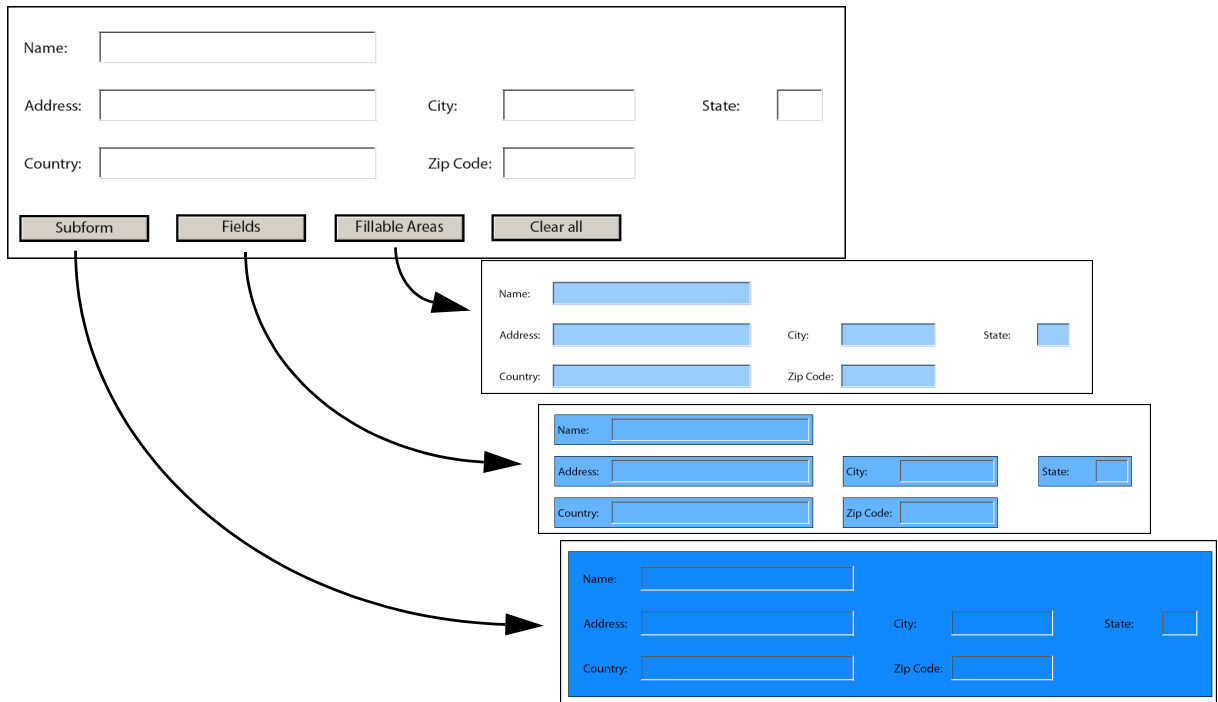 Name:
Address: City: State:
Country: Zip Code:
Subform Fields Fillable Areas Clear all
Name:
Address: City: State:
Country: Zip Code:
Name:
Address: City: State:
Country: Zip Code:
Name:
Address: City: State:
Country: Zip Code: